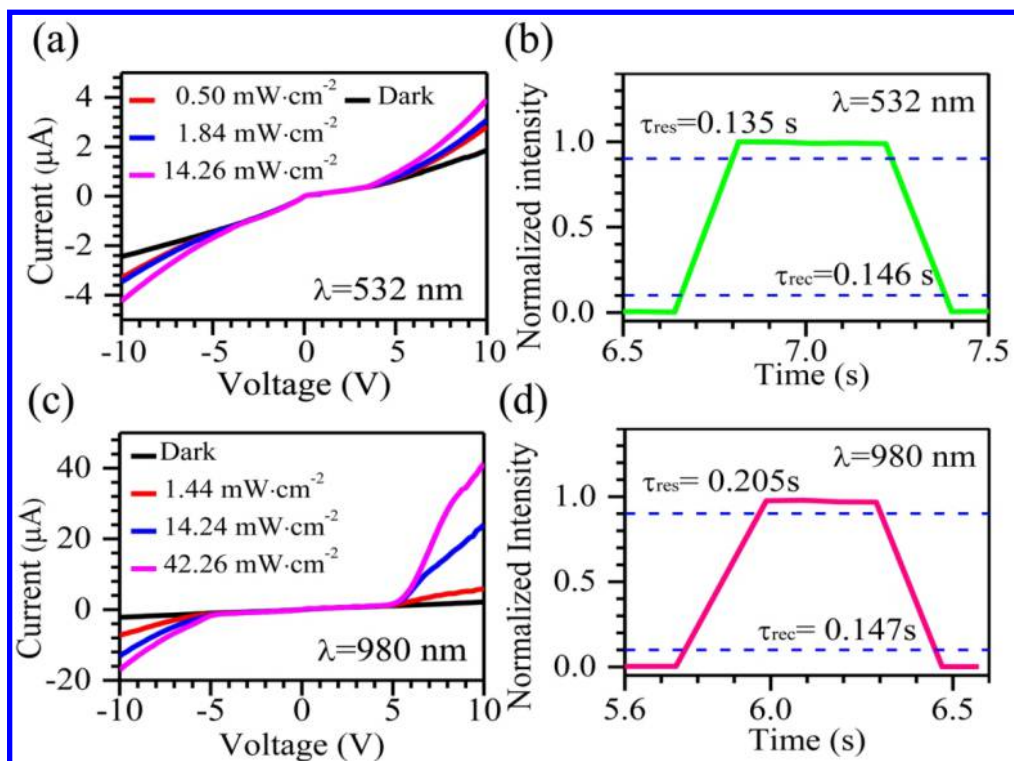 (a)
0.50 mW·cm-2 Dark
1.84 mW·cm-2
14.26 mW·cm-2
4
2
0
-2
-4
Current (μA)
λ=532 nm
-10 -5 0 5 10
Voltage (V)
(b)
λ=532 nm
τres=0.135 s
τrec=0.146 s
1.0
0.5
0.0
Normalized intensity
6.5 7.0 7.5
Time (s)
(c)
Dark
1.44 mW·cm-2
14.24 mW·cm-2
42.26 mW·cm-2
40
20
0
-20
Current (μA)
λ=980 nm
-10 -5 0 5 10
Voltage (V)
(d)
λ=980 nm
τres= 0.205s
τrec= 0.147s
1.0
0.5
0.0
Normalized Intensity
5.6 6.0 6.5
Time (s)